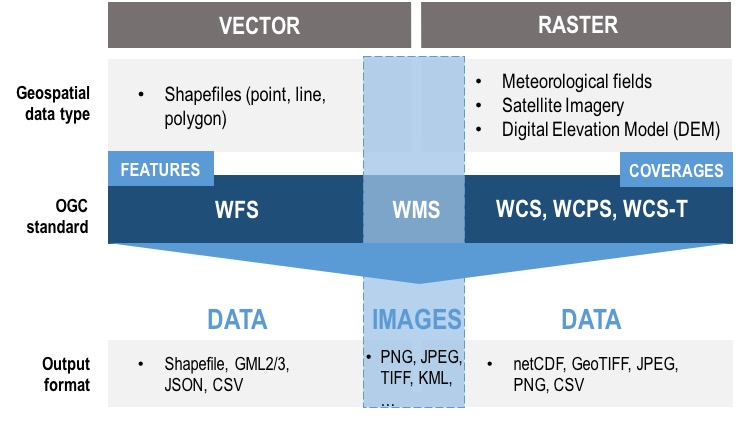 VECTOR
RASTER
Geospatial
data type
• Shapefiles (point, line,
polygon)
• Meteorological fields
• Satellite Imagery
• Digital Elevation Model (DEM)
FEATURES
COVERAGES
OGC
standard
WFS
WMS
WCS, WCPS, WCS-T
DATA
IMAGES
DATA
Output
format
• Shapefile, GML2/3,
JSON, CSV
• PNG, JPEG,
TIFF, KML,
...
• netCDF, GeoTIFF, JPEG,
PNG, CSV